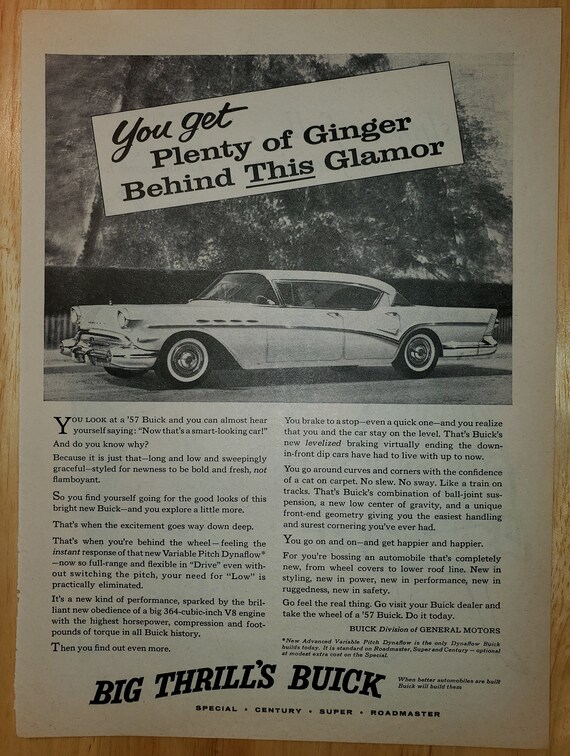 You get
Plenty of Ginger
Behind This Glamor
YOU LOOK at a '57 Buick and you can almost hear
yourself saying: "Now that's a smart-looking car!"
And do you know why?
Because it is just that—long and low and sweepingly
graceful—styled for newness to be bold and fresh, not
flamboyant.
So you find yourself going for the good looks of this
bright new Buick—and you explore a little more.
That's when the excitement goes way down deep.
That's when you're behind the wheel—feeling the
instant response of that new Variable Pitch Dynaflow*
—now so full-range and flexible in "Drive" even with-
out switching the pitch, your need for "Low" is
practically eliminated.
It's a new kind of performance, sparked by the bril-
liant new obedience of a big 364-cubic-inch V8 engine
with the highest horsepower, compression and foot-
pounds of torque in all Buick history.
Then you find out even more.
You brake to a stop—even a quick one—and you realize
that you and the car stay on the level. That's Buick's
new levelized braking virtually ending the down-
in-front dip cars have had to live with up to now.
You go around curves and corners with the confidence
of a cat on carpet. No slew. No sway. Like a train on
tracks. That's Buick's combination of ball-joint sus-
pension, a new low center of gravity, and a unique
front-end geometry giving you the easiest handling
and surest cornering you've ever had.
You go on and on—and get happier and happier.
For you're bossing an automobile that's completely
new, from wheel covers to lower roof line. New in
styling, new in power, new in performance, new in
ruggedness, new in safety.
Go feel the real thing. Go visit your Buick dealer and
take the wheel of a '57 Buick. Do it today.
BUICK Division of GENERAL MOTORS
*New Advanced Variable Pitch Dynaflow is the only Dynaflow Buick
builds today. It is standard on Roadmaster, Super and Century—optional
at modest extra cost on the Special.
BIG THRILL'S BUICK
When better automobiles are built
Buick will build them
SPECIAL • CENTURY • SUPER • ROADMASTER